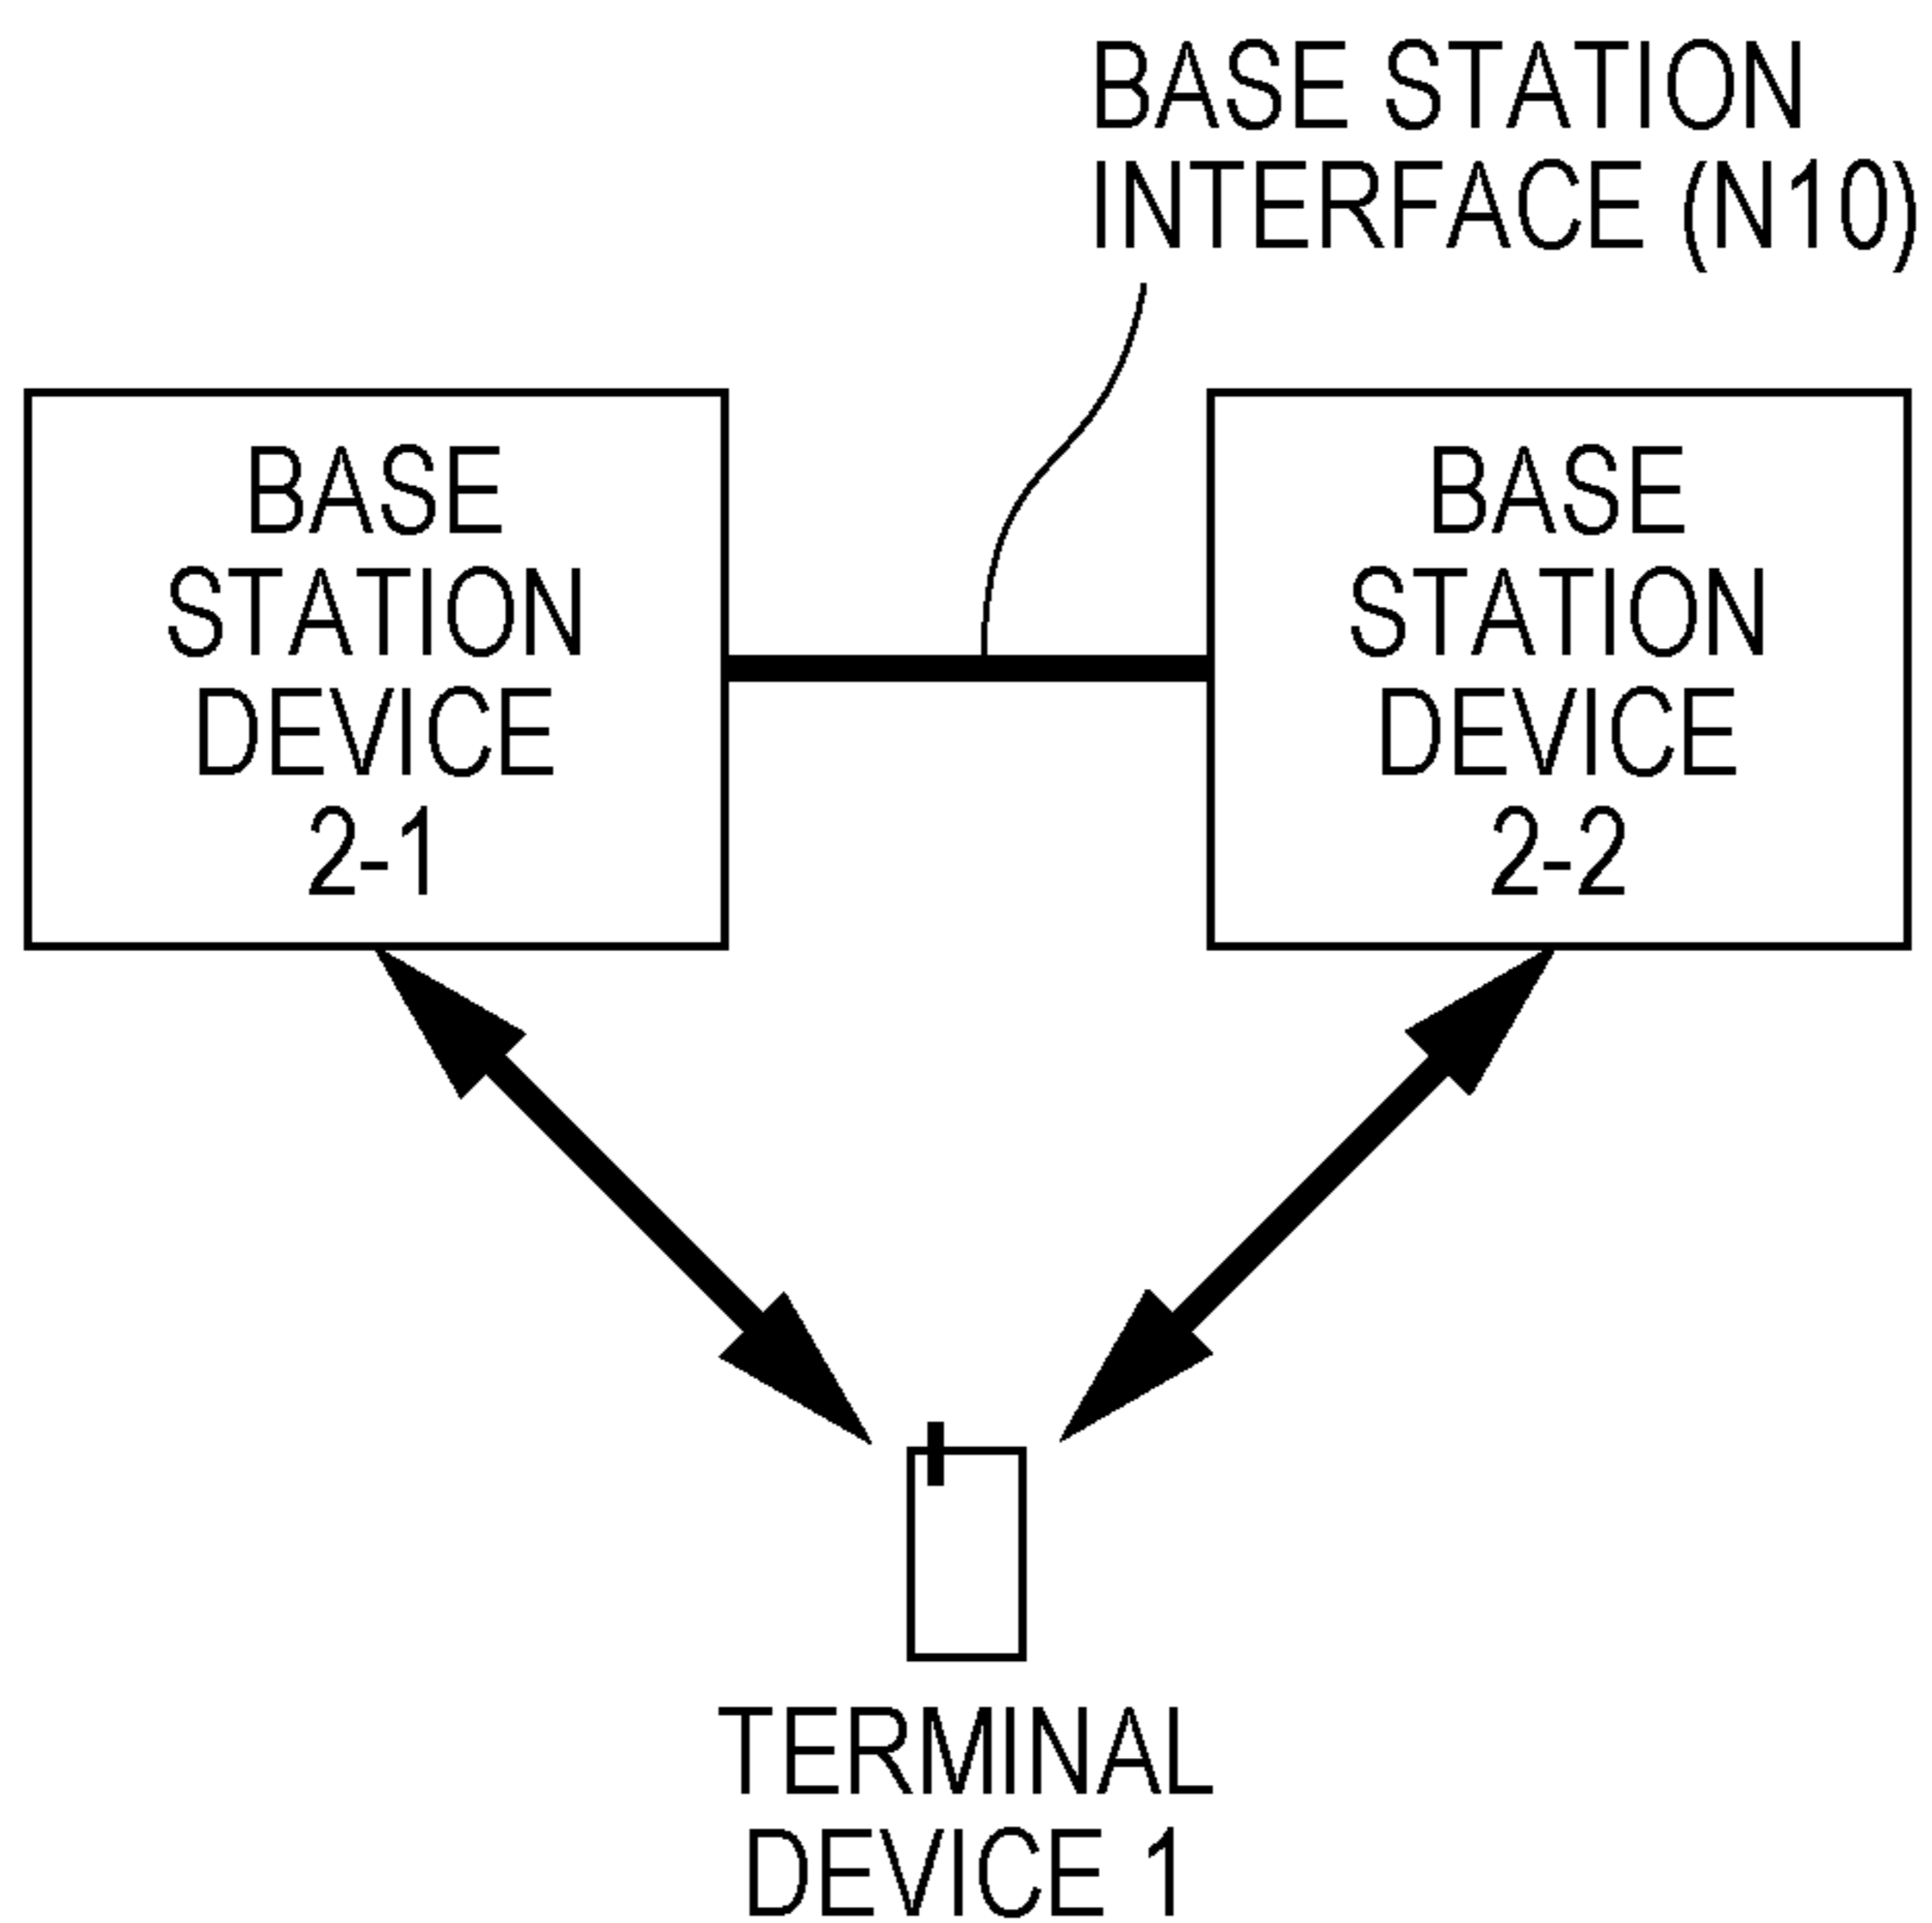 BASE STATION
INTERFACE (N10)
BASE
STATION
DEVICE
2-1
BASE
STATION
DEVICE
2-2
TERMINAL
DEVICE 1